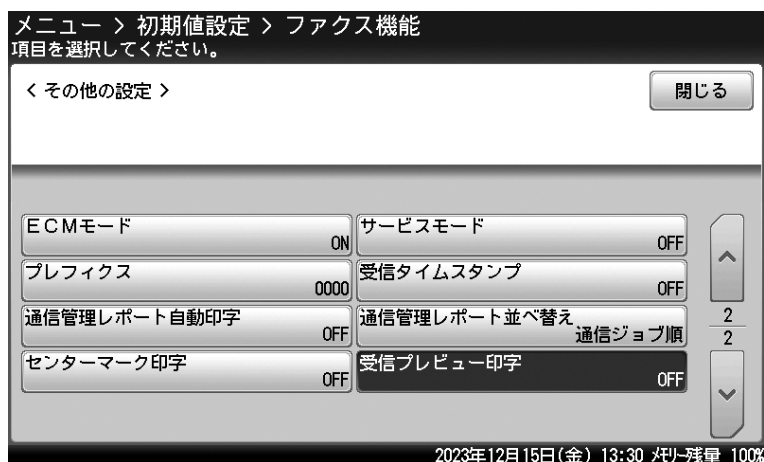 メニュー > 初期値設定 > ファクス機能
項目を選択してください。
< その他の設定 >
閉じる
ECMモード
ON
サービスモード
OFF
プレフィクス
0000
受信タイムスタンプ
OFF
通信管理レポート自動印字
OFF
通信管理レポート並べ替え
通信ジョブ順
2
2
センターマーク印字
OFF
受信プレビュー印字
OFF
2023年12月15日(金) 13:30 メモリー残量 100%